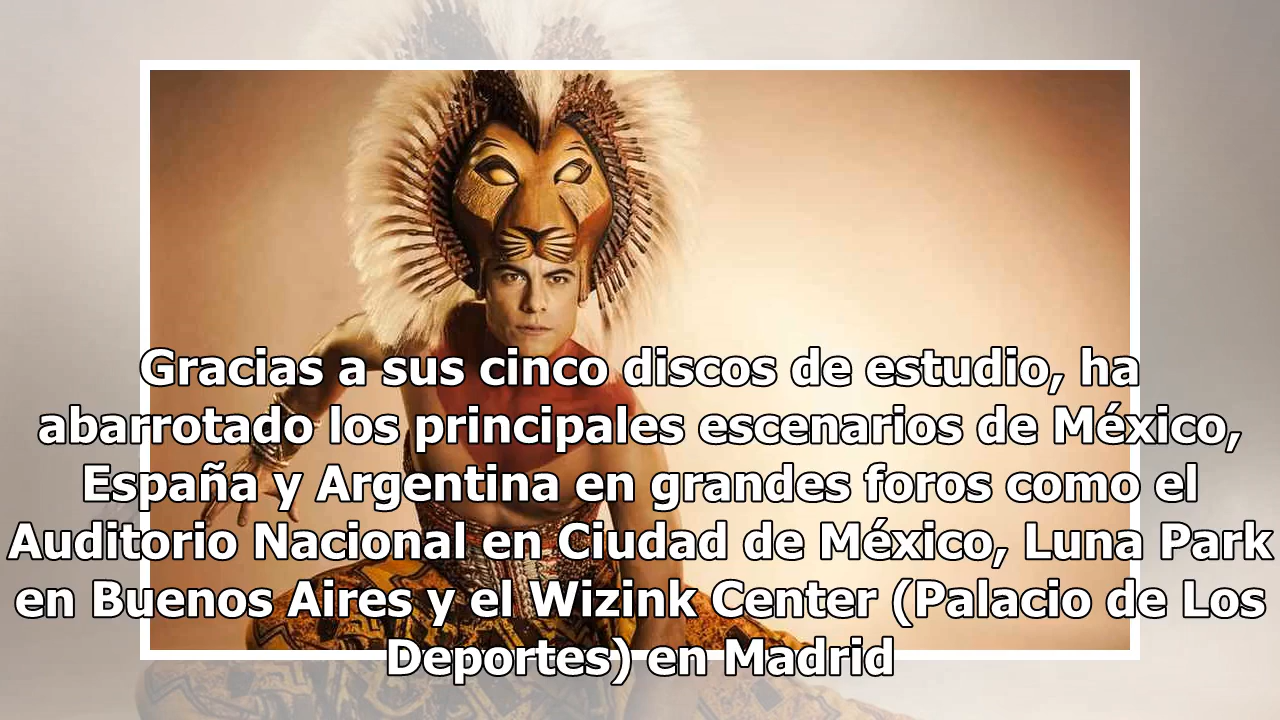 Gracias a sus cinco discos de estudio, ha
abarrotado los principales escenarios de México,
España y Argentina en grandes foros como el
Auditorio Nacional en Ciudad de México, Luna Park
en Buenos Aires y el Wizink Center (Palacio de Los
Deportes) en Madrid